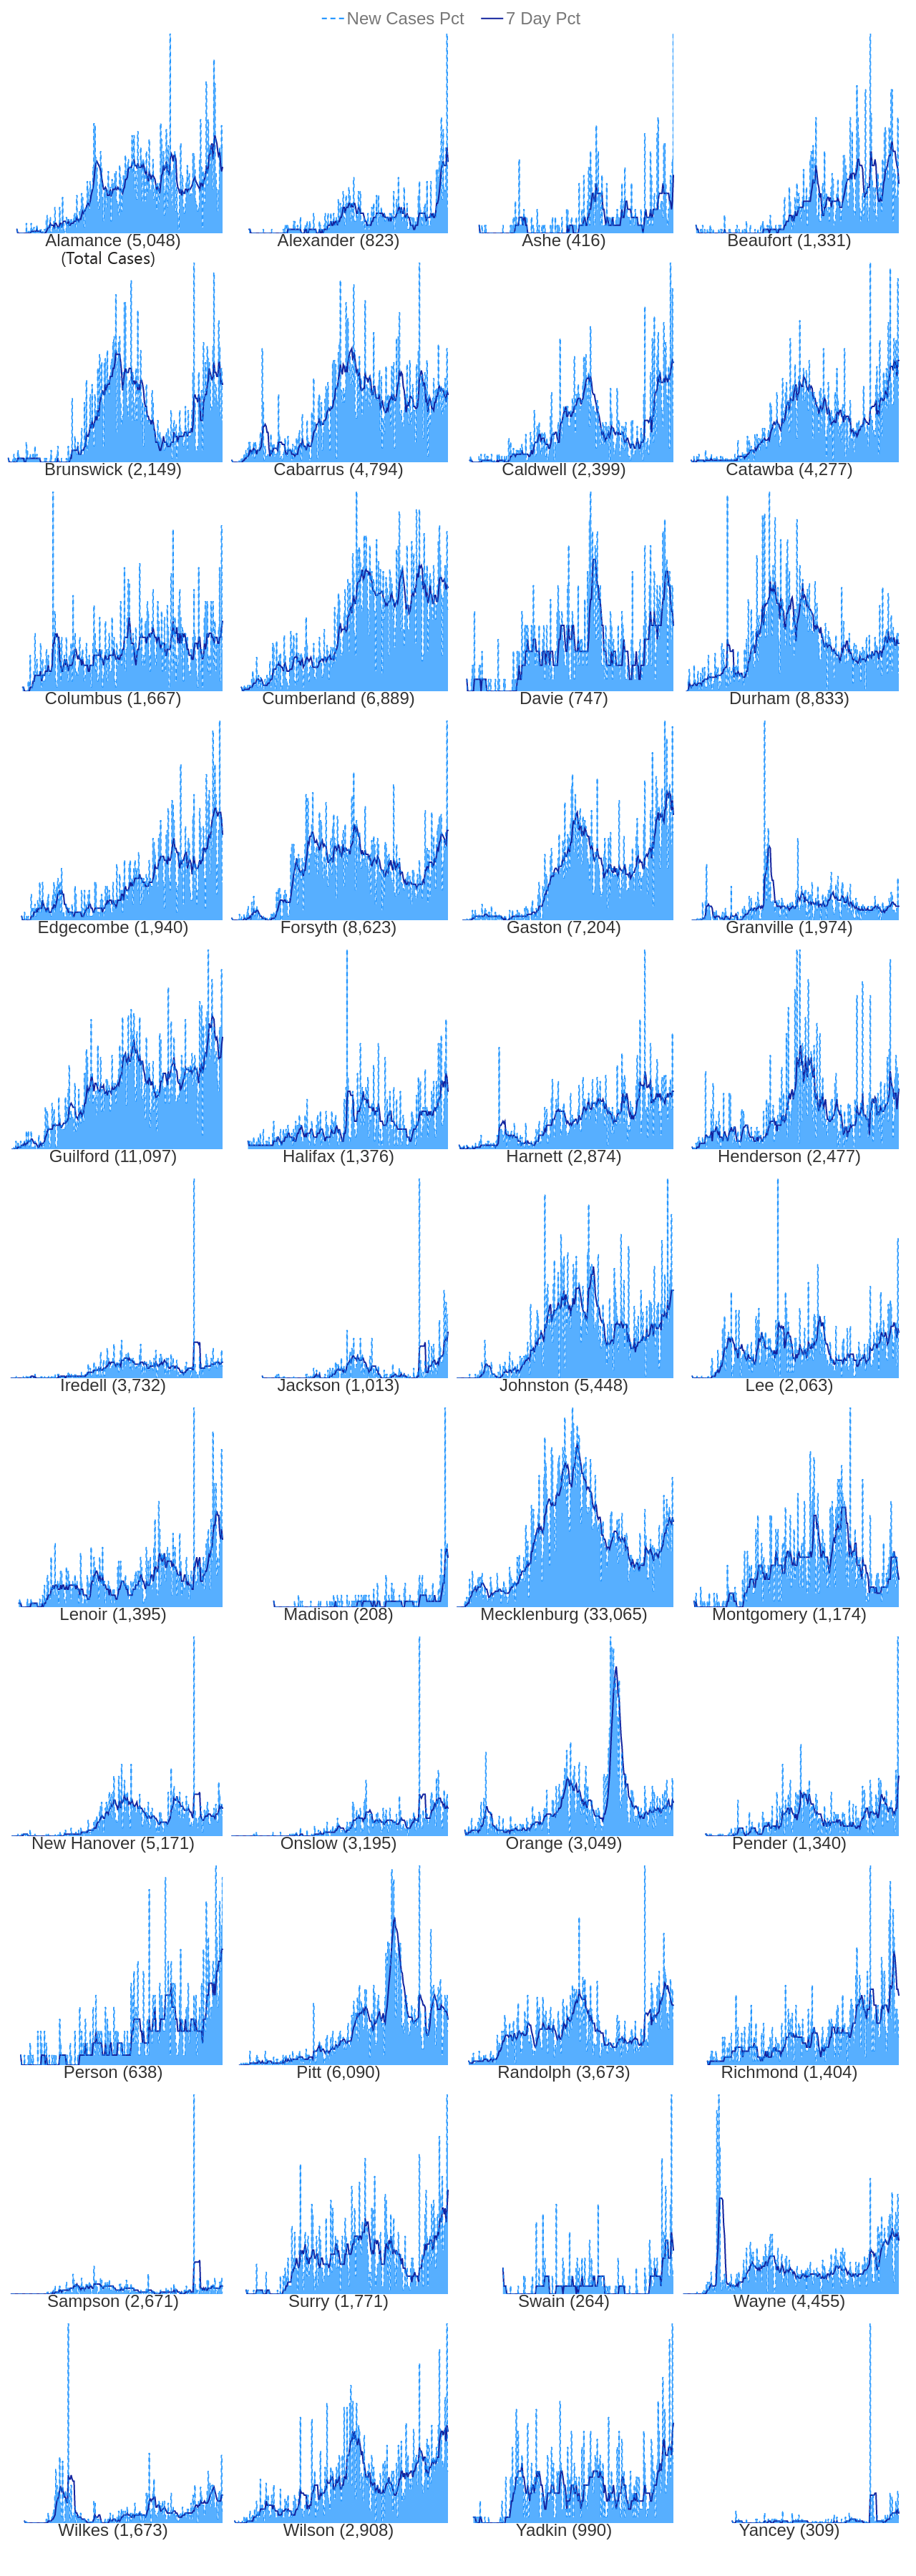 New Cases Pct 7 Day Pct
Alamance (5,048) Alexander (823) Ashe (416) Beaufort (1,331)
(Total Cases)
Brunswick (2,149) Cabarrus (4,794) Caldwell (2,399) Catawba (4,277)
Columbus (1,667) Cumberland (6,889) Davie (747) Durham (8,833)
Edgecombe (1,940) Forsyth (8,623) Gaston (7,204) Granville (1,974)
Guilford (11,097) Halifax (1,376) Harnett (2,874) Henderson (2,477)
Iredell (3,732) Jackson (1,013) Johnston (5,448) Lee (2,063)
Lenoir (1,395) Madison (208) Mecklenburg (33,065) Montgomery (1,174)
New Hanover (5,171) Onslow (3,195) Orange (3,049) Pender (1,340)
Person (638) Pitt (6,090) Randolph (3,673) Richmond (1,404)
Sampson (2,671) Surry (1,771) Swain (264) Wayne (4,455)
Wilkes (1,673) Wilson (2,908) Yadkin (990) Yancey (309)